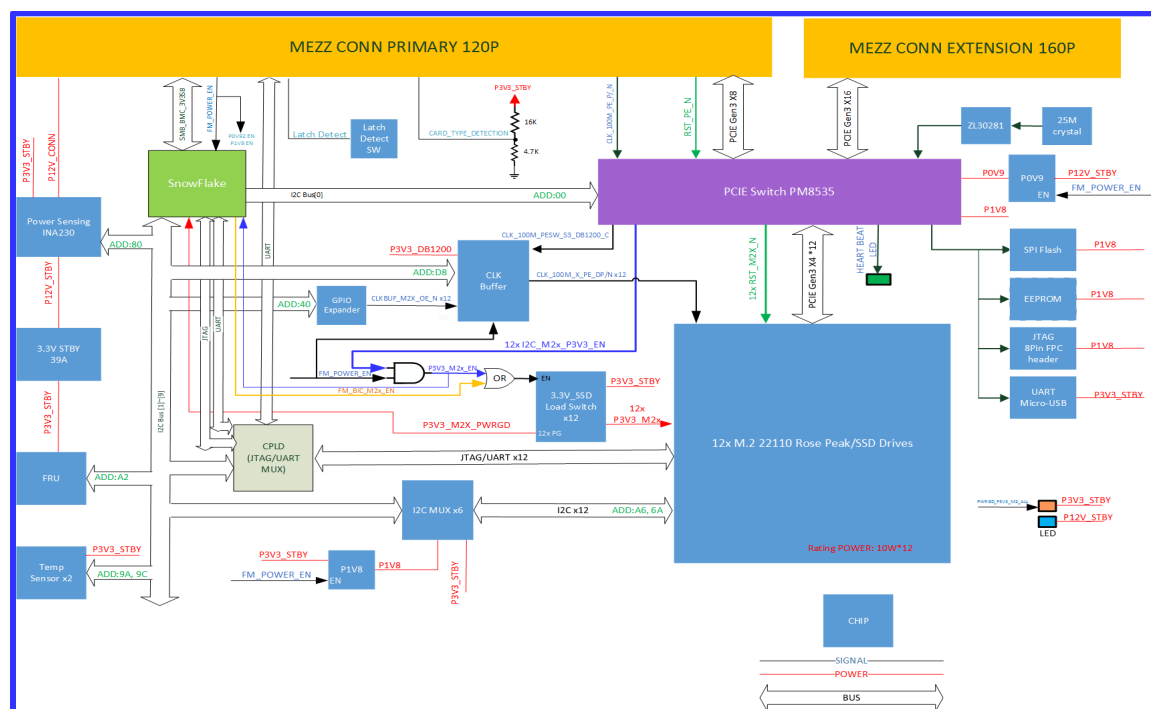 MEZZ CONN PRIMARY 120P
MEZZ CONN EXTENSION 160P
P3V3_STBY
P12V_CONN
SMB_BMC_3V3SB
FM_POWER_EN
P0V92 EN
P1V8 EN
Latch Detect
Latch
Detect
SW
CARD_TYPE_DETECTION
P3V3_STBY
16K
4.7K
CLK_100M_PE_P/_N
RST_PE_N
PCIE Gen3 X8
PCIE Gen3 X16
ZL30281
25M
crystal
SnowFlake
I2C Bus[0]
ADD:00
PCIE Switch PM8535
P0V9
P0V9
EN
P12V_STBY
FM_POWER_EN
P1V8
Power Sensing
INA230
ADD:80
UART
P3V3_DB1200
CLK_100M_PESW_S3_DB1200_C
ADD:D8
CLK
Buffer
CLK_100M_X_PE_DP/N x12
12x RST_M2X_N
PCIE Gen3 X4 *12
HEART BEAT
LED
SPI Flash
P1V8
EEPROM
P1V8
JTAG
8Pin FPC
header
P1V8
UART
Micro-USB
P3V3_STBY
P12V_STBY
ADD:40
GPIO
Expander
CLKBUF_M2X_OE_N x12
JTAG
UART
3.3V STBY
39A
12x I2C_M2x_P3V3_EN
FM_POWER_EN
P3V3_M2x_EN
FM_BIC_M2x_EN
OR
EN
3.3V_SSD
Load Switch
x12
12x PG
P3V3_STBY
12x
P3V3_M2x
P3V3_STBY
I2C Bus [1]~[9]
P3V3_M2X_PWRGD
CPLD
(JTAG/UART
MUX)
JTAG/UART x12
12x M.2 22110 Rose Peak/SSD Drives
FRU
ADD:A2
I2C MUX x6
I2C x12
ADD:A6, 6A
Rating POWER: 10W*12
PWRGD_P3V3_M2_ALL
P3V3_STBY
P12V_STBY
LED
Temp
Sensor x2
P3V3_STBY
ADD:9A, 9C
P3V3_STBY
FM_POWER_EN
P1V8
EN
P1V8
P3V3_STBY
CHIP
SIGNAL
POWER
BUS